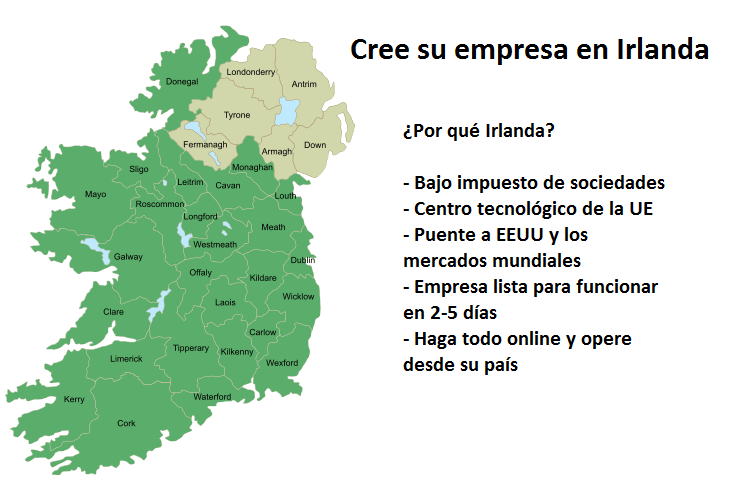 Cree su empresa en Irlanda
¿Por qué Irlanda?
- Bajo impuesto de sociedades
- Centro tecnológico de la UE
- Puente a EEUU y los
mercados mundiales
- Empresa lista para funcionar
en 2-5 días
- Haga todo online y opere
desde su país
Donegal
Londonderry
Antrim
Tyrone
Fermanagh
Armagh
Down
Monaghan
Sligo
Leitrim
Cavan
Louth
Mayo
Roscommon
Longford
Meath
Westmeath
Galway
Dublin
Offaly
Kildare
Wicklow
Laois
Clare
Carlow
Tipperary
Kilkenny
Limerick
Wexford
Waterford
Kerry
Cork